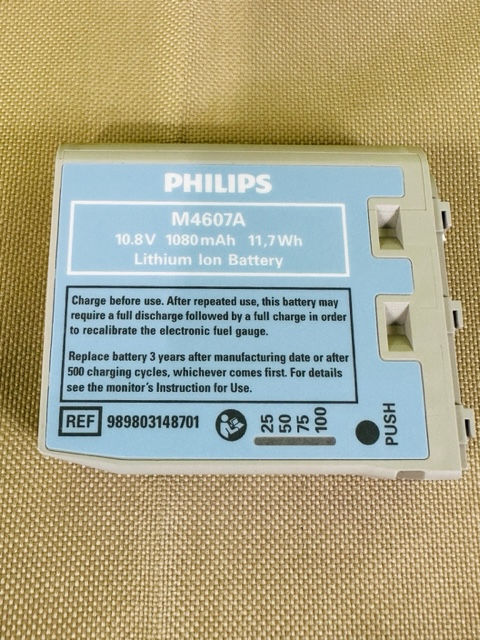 PHILIPS
M4607A
10.8V 1080mAh 11,7Wh
Lithium Ion Battery
Charge before use. After repeated use, this battery may
require a full discharge followed by a full charge in order
to recalibrate the electronic fuel gauge.
Replace battery 3 years after manufacturing date or after
500 charging cycles, whichever comes first. For details
see the monitor's Instruction for Use.
REF 989803148701
25
50
75
100
PUSH